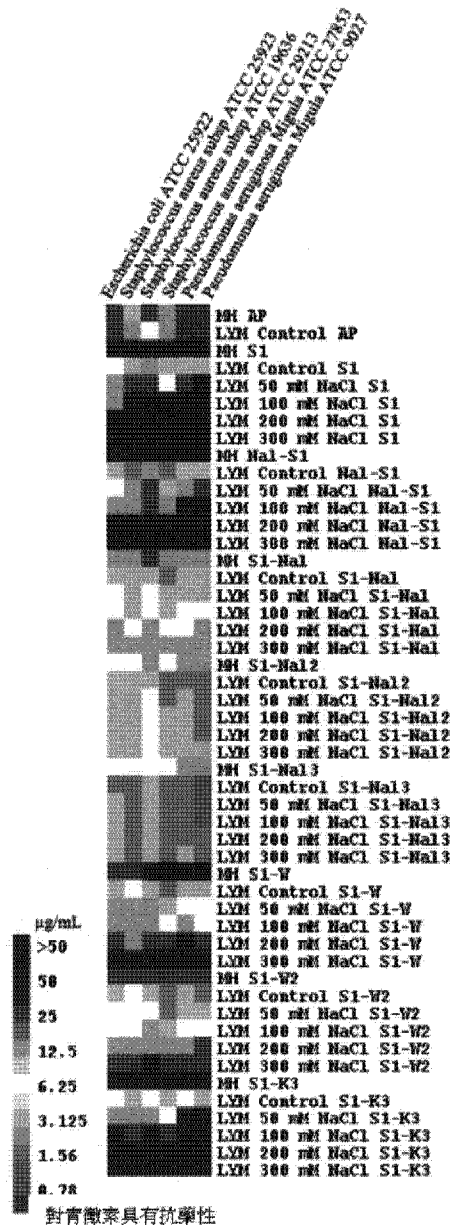 Escherichia coli ATCC 25922
Staphylococcus aureus subsp ATCC 25923
Staphylococcus aureus subsp ATCC 19636
Staphylococcus aureus subsp ATCC 29213
Pseudomonas aeruginosa Migula ATCC 27853
Pseudomonas aeruginosa Migula ATCC 9027
MH AP
LYM Control AP
MH S1
LYM Control S1
LYM 50 mM NaCl S1
LYM 100 mM NaCl S1
LYM 200 mM NaCl S1
LYM 300 mM NaCl S1
MH Nal-S1
LYM Control Nal-S1
LYM 50 mM NaCl Nal-S1
LYM 100 mM NaCl Nal-S1
LYM 200 mM NaCl Nal-S1
LYM 300 mM NaCl Nal-S1
MH S1-Nal
LYM Control S1-Nal
LYM 50 mM NaCl S1-Nal
LYM 100 mM NaCl S1-Nal
LYM 200 mM NaCl S1-Nal
LYM 300 mM NaCl S1-Nal
MH S1-Nal2
LYM Control S1-Nal2
LYM 50 mM NaCl S1-Nal2
LYM 100 mM NaCl S1-Nal2
LYM 200 mM NaCl S1-Nal2
LYM 300 mM NaCl S1-Nal2
MH S1-Nal3
LYM Control S1-Nal3
LYM 50 mM NaCl S1-Nal3
LYM 100 mM NaCl S1-Nal3
LYM 200 mM NaCl S1-Nal3
LYM 300 mM NaCl S1-Nal3
MH S1-W
LYM Control S1-W
LYM 50 mM NaCl S1-W
LYM 100 mM NaCl S1-W
LYM 200 mM NaCl S1-W
LYM 300 mM NaCl S1-W
MH S1-W2
LYM Control S1-W2
LYM 50 mM NaCl S1-W2
LYM 100 mM NaCl S1-W2
LYM 200 mM NaCl S1-W2
LYM 300 mM NaCl S1-W2
MH S1-K3
LYM Control S1-K3
LYM 50 mM NaCl S1-K3
LYM 100 mM NaCl S1-K3
LYM 200 mM NaCl S1-K3
LYM 300 mM NaCl S1-K3
µg/mL
>50
50
25
12.5
6.25
3.125
1.56
0.78
對青黴素具有抗藥性